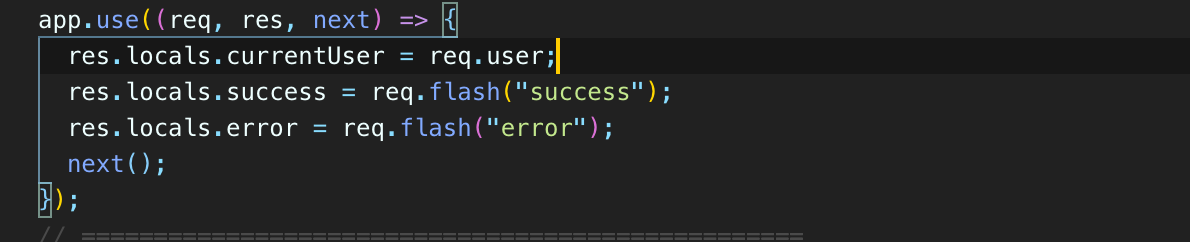 app.use((req, res, next) => {
  res.locals.currentUser = req.user;
  res.locals.success = req.flash("success");
  res.locals.error = req.flash("error");
  next();
});
// ==================================================